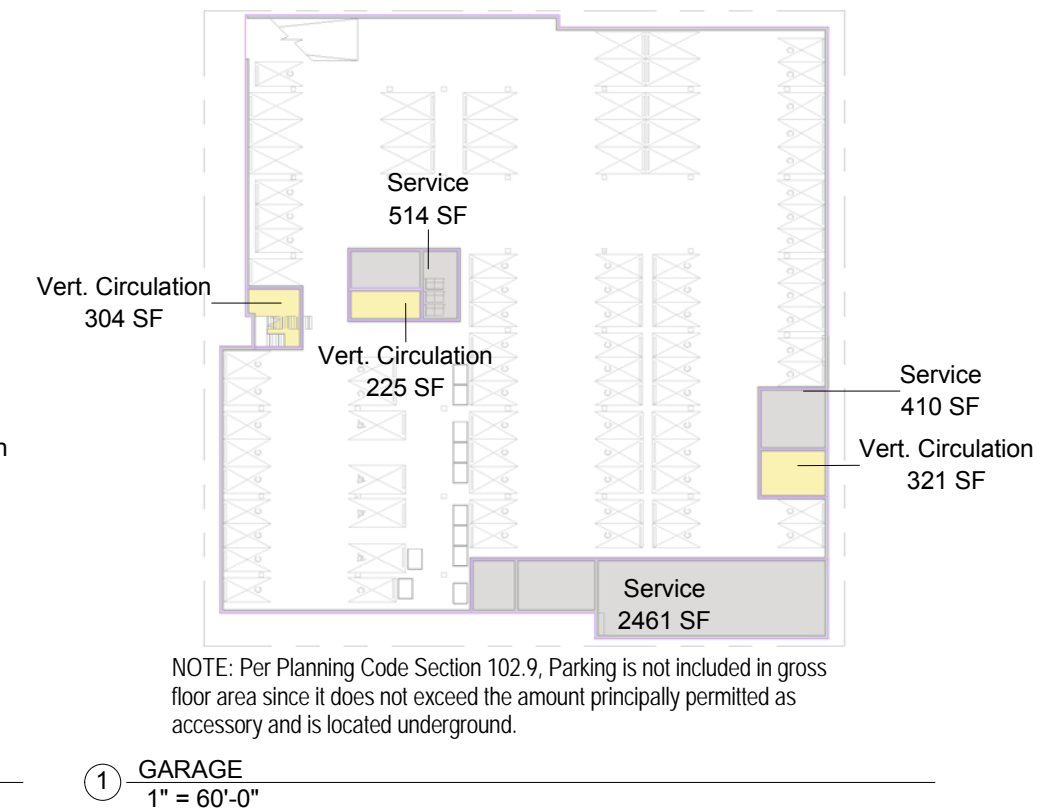 Service
514 SF
Vert. Circulation
304 SF
Vert. Circulation
225 SF
Service
410 SF
n
Vert. Circulation
321 SF
Service
2461 SF
NOTE: Per Planning Code Section 102.9, Parking is not included in gross
floor area since it does not exceed the amount principally permitted as
accessory and is located underground.
1 GARAGE
1" = 60'-0"